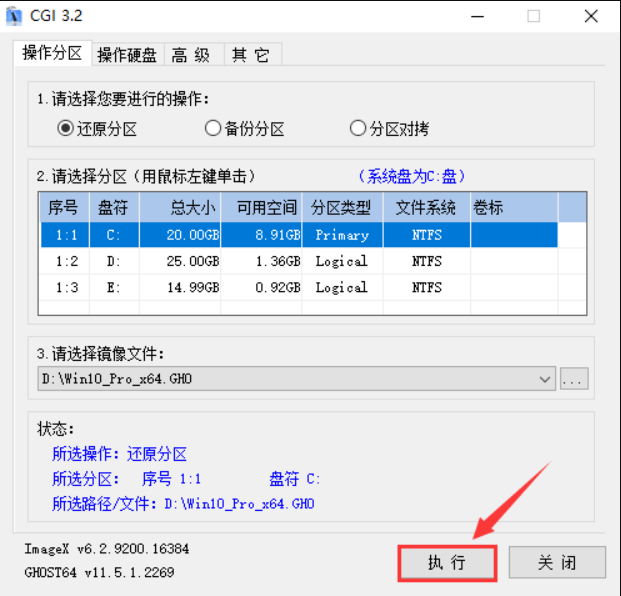 CGI 3.2
操作分区 操作硬盘 高 级 其 它
1.请选择您要进行的操作:
还原分区 备份分区 分区对拷
2.请选择分区(用鼠标左键单击) (系统盘为C:盘)
序号 盘符 总大小 可用空间 分区类型 文件系统 卷标
1:1 C: 20.00GB 8.91GB Primary NTFS
1:2 D: 25.00GB 1.36GB Logical NTFS
1:3 E: 14.99GB 0.92GB Logical NTFS
3.请选择镜像文件:
D:\Win10_Pro_x64.GHO ...
状态:
所选操作: 还原分区
所选分区: 序号 1:1 盘符 C:
所选路径/文件: D:\Win10_Pro_x64.GHO
ImageX v6.2.9200.16384
GHOST64 v11.5.1.2269
执 行 关 闭